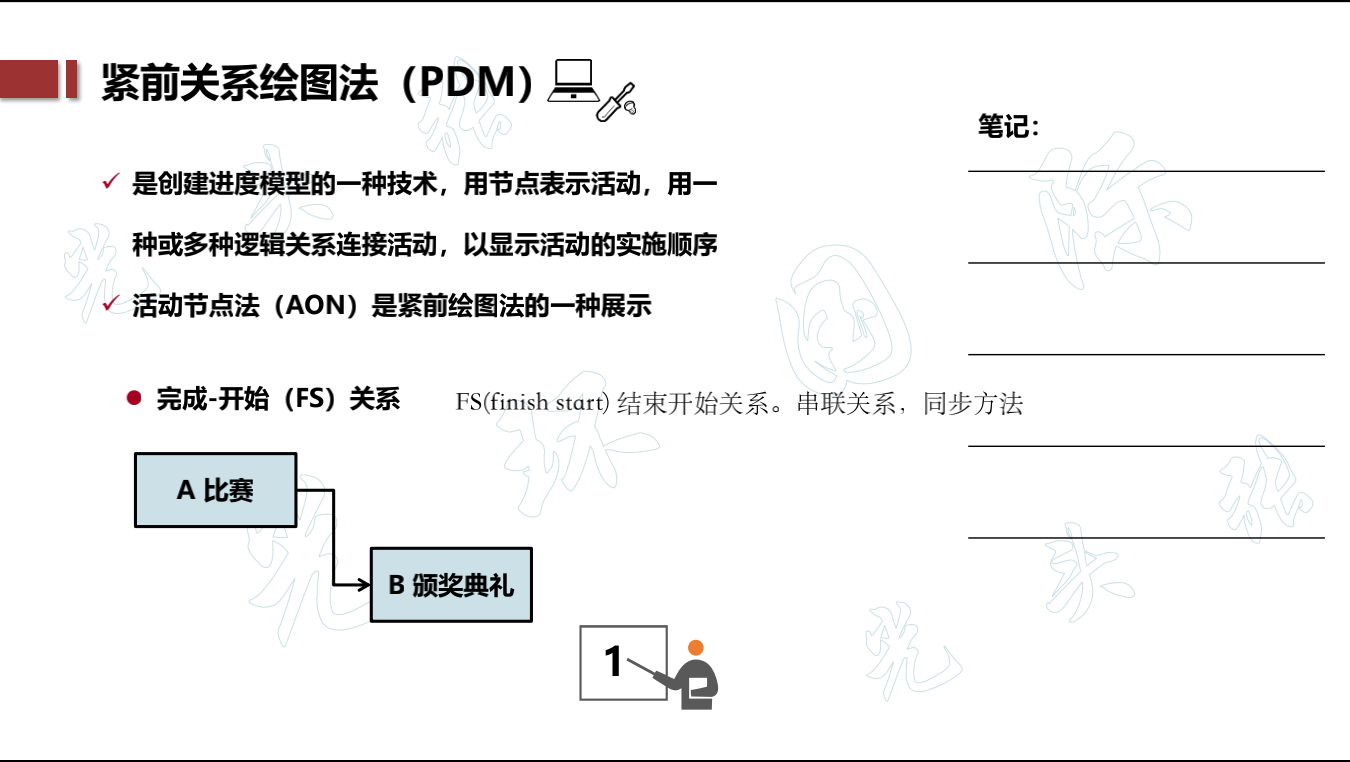 紧前关系绘图法（PDM）
笔记：
是创建进度模型的一种技术，用节点表示活动，用一
种或多种逻辑关系连接活动，以显示活动的实施顺序
活动节点法（AON）是紧前绘图法的一种展示
完成-开始（FS）关系
FS(finish start) 结束开始关系。串联关系，同步方法
A 比赛
B 颁奖典礼
1